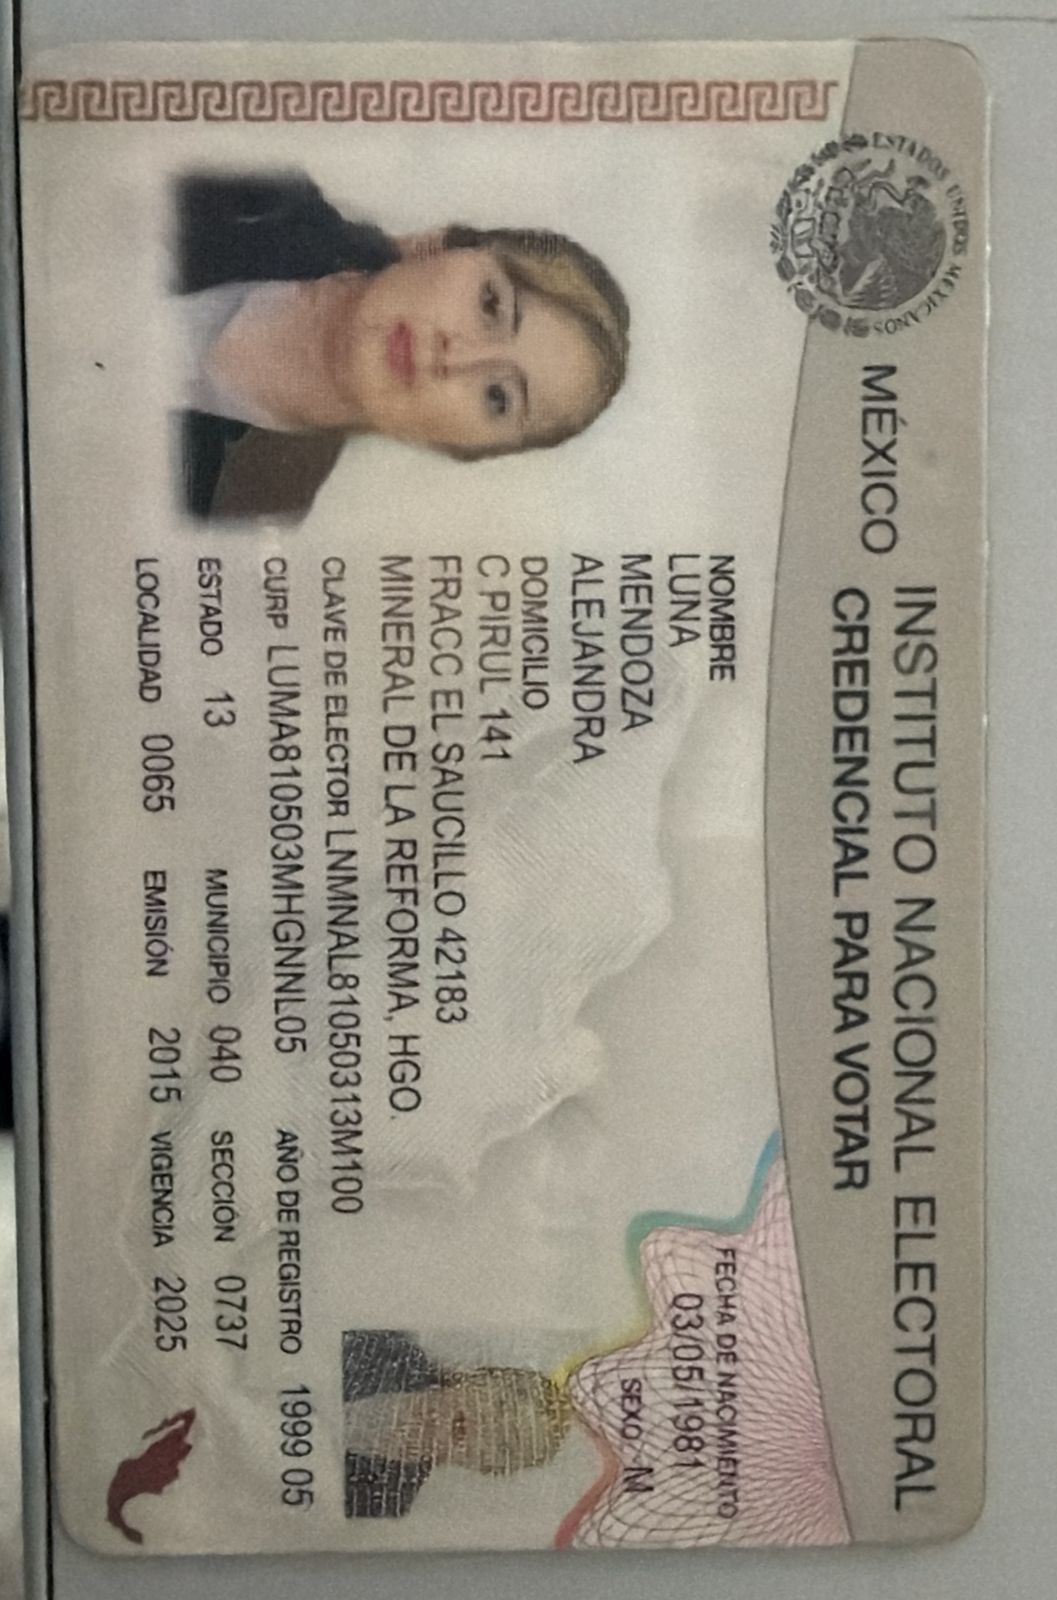 ESTADOS UNIDOS MEXICANOS
INSTITUTO NACIONAL ELECTORAL
MÉXICO CREDENCIAL PARA VOTAR
NOMBRE
LUNA
MENDOZA
ALEJANDRA
FECHA DE NACIMIENTO
03/05/1981
SEXO M
DOMICILIO
C PIRUL 141
FRACC EL SAUCILLO 42183
MINERAL DE LA REFORMA, HGO.
CLAVE DE ELECTOR LNMNAL81050313M100
CURP LUMA810503MHGNNL05 AÑO DE REGISTRO 1999 05
ESTADO 13 MUNICIPIO 040 SECCIÓN 0737
LOCALIDAD 0065 EMISIÓN 2015 VIGENCIA 2025